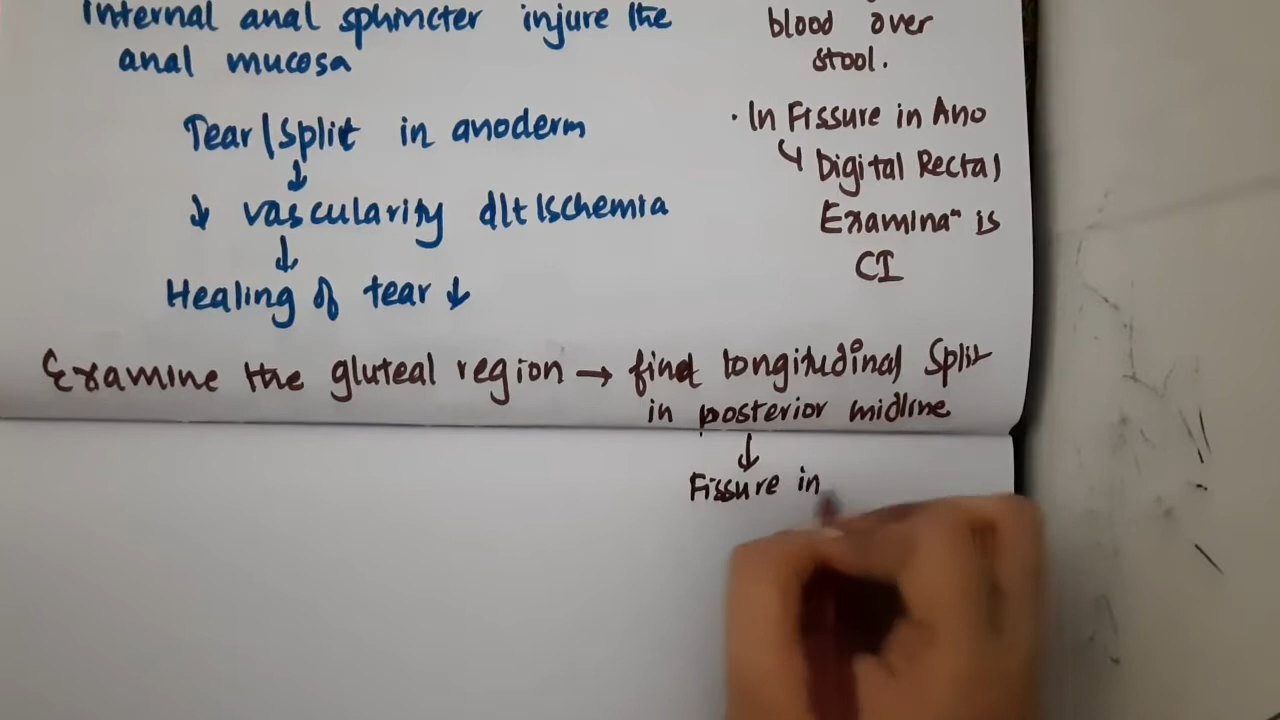 Internal anal sphincter injure the
anal mucosa
Tear/split in anoderm
↓
↓ vascularity dlt Ischemia
↓
Healing of tear ↓
blood over
stool.
· In Fissure in Ano
↳ Digital Rectal
Examinaⁿ is
CI
Examine the gluteal region → find longitudinal Split
in posterior midline
↓
Fissure in